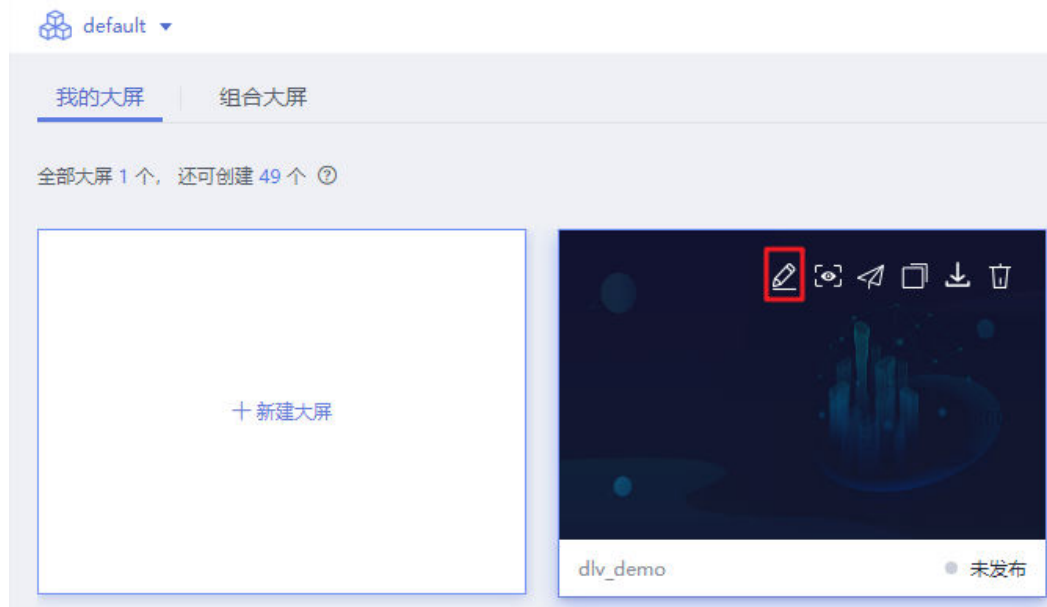 default
我的大屏 组合大屏
全部大屏 1 个， 还可创建 49 个 ?
+ 新建大屏
dlv_demo 未发布